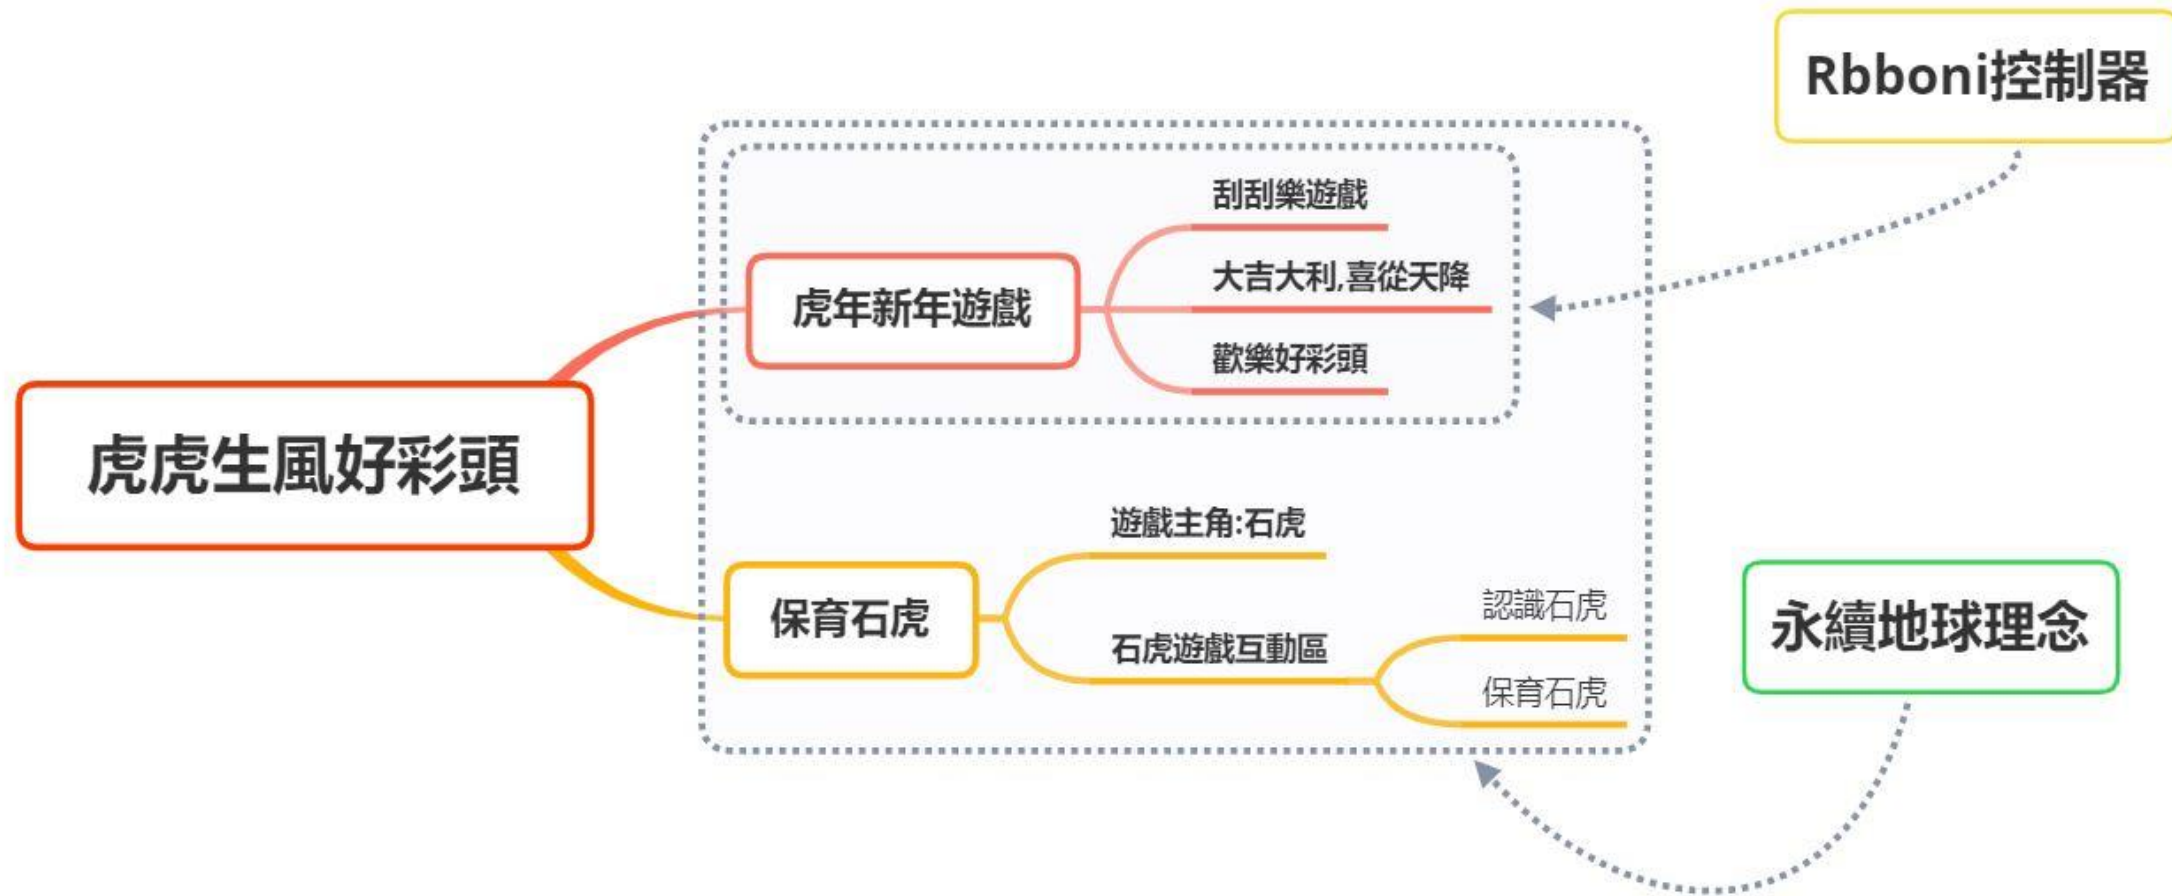 Rbboni控制器
刮刮樂遊戲
大吉大利,喜從天降
虎年新年遊戲
歡樂好彩頭
虎虎生風好彩頭
遊戲主角:石虎
保育石虎
石虎遊戲互動區
認識石虎
保育石虎
永續地球理念